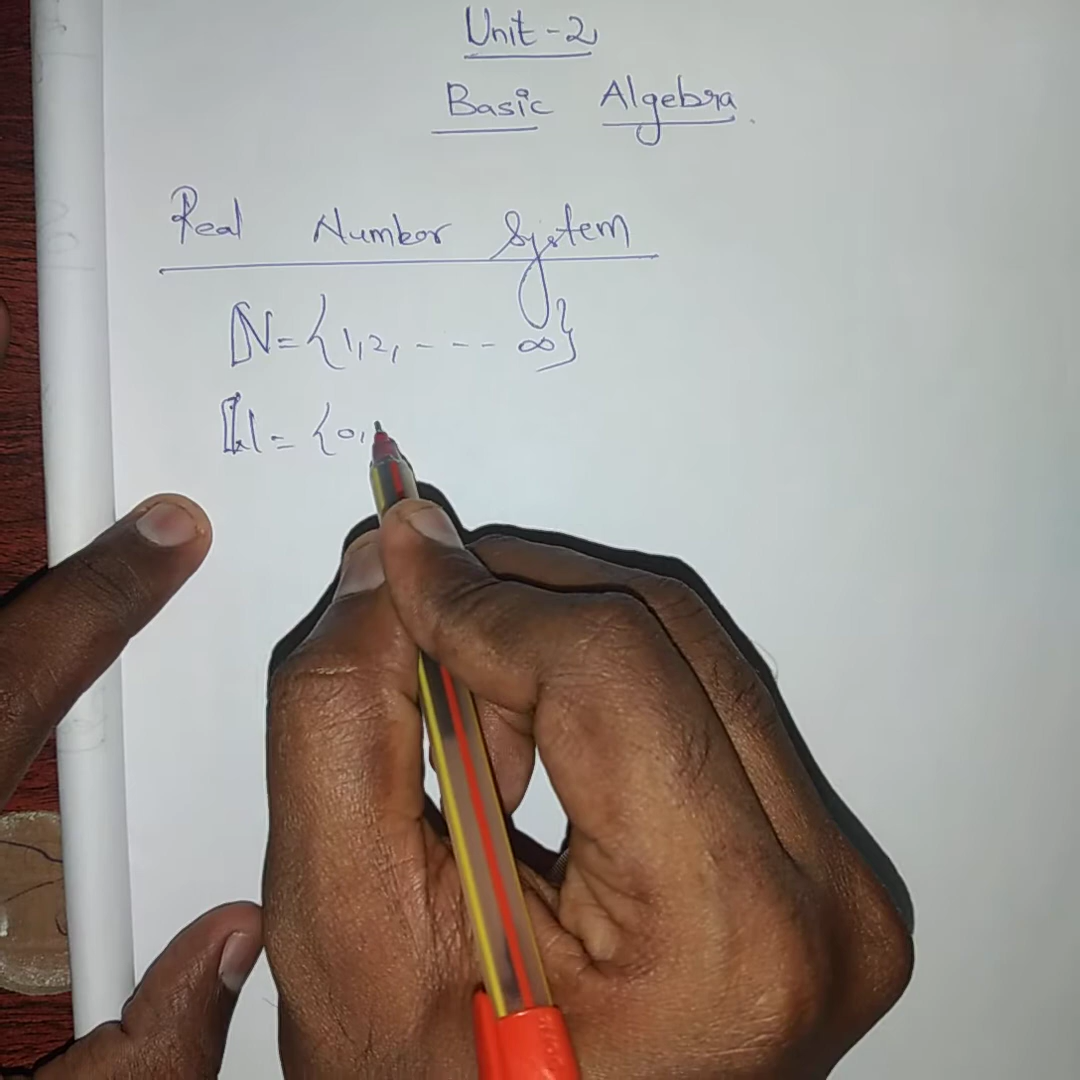 Unit - 2
Basic Algebra.
Real Number System
ℕ = {1, 2, - - - - ∞}
= {0,